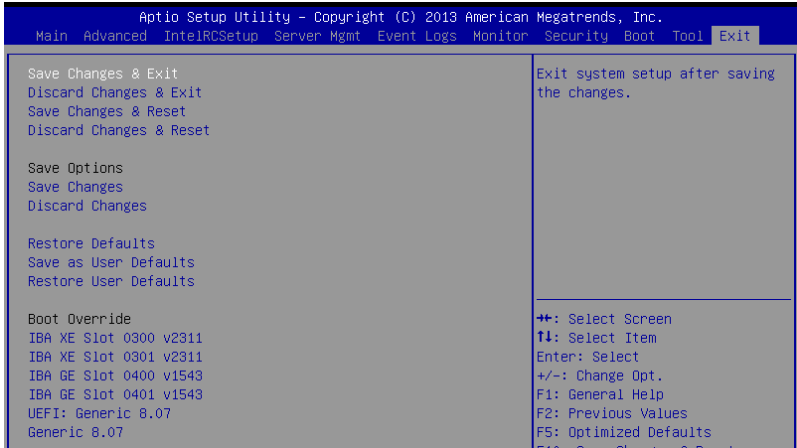 Aptio Setup Utility – Copyright (C) 2013 American Megatrends, Inc.
Main Advanced IntelRCSetup Server Mgmt Event Logs Monitor Security Boot Tool Exit
Save Changes & Exit
Discard Changes & Exit
Save Changes & Reset
Discard Changes & Reset
Save Options
Save Changes
Discard Changes
Restore Defaults
Save as User Defaults
Restore User Defaults
Boot Override
IBA XE Slot 0300 v2311
IBA XE Slot 0301 v2311
IBA GE Slot 0400 v1543
IBA GE Slot 0401 v1543
UEFI: Generic 8.07
Generic 8.07
Exit system setup after saving
the changes.
→←: Select Screen
↑↓: Select Item
Enter: Select
+/-: Change Opt.
F1: General Help
F2: Previous Values
F5: Optimized Defaults